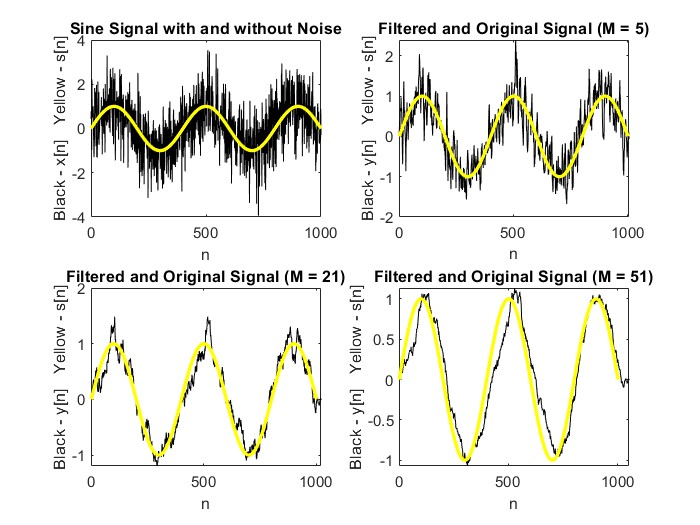 Sine Signal with and without Noise
Black - x[n] Yellow - s[n]
4
2
0
-2
-4
0 500 1000
n
Filtered and Original Signal (M = 5)
Black - y[n] Yellow - s[n]
2
1
0
-1
-2
0 500 1000
n
Filtered and Original Signal (M = 21)
Black - y[n] Yellow - s[n]
2
1
0
-1
0 500 1000
n
Filtered and Original Signal (M = 51)
Black - y[n] Yellow - s[n]
1
0.5
0
-0.5
-1
0 500 1000
n